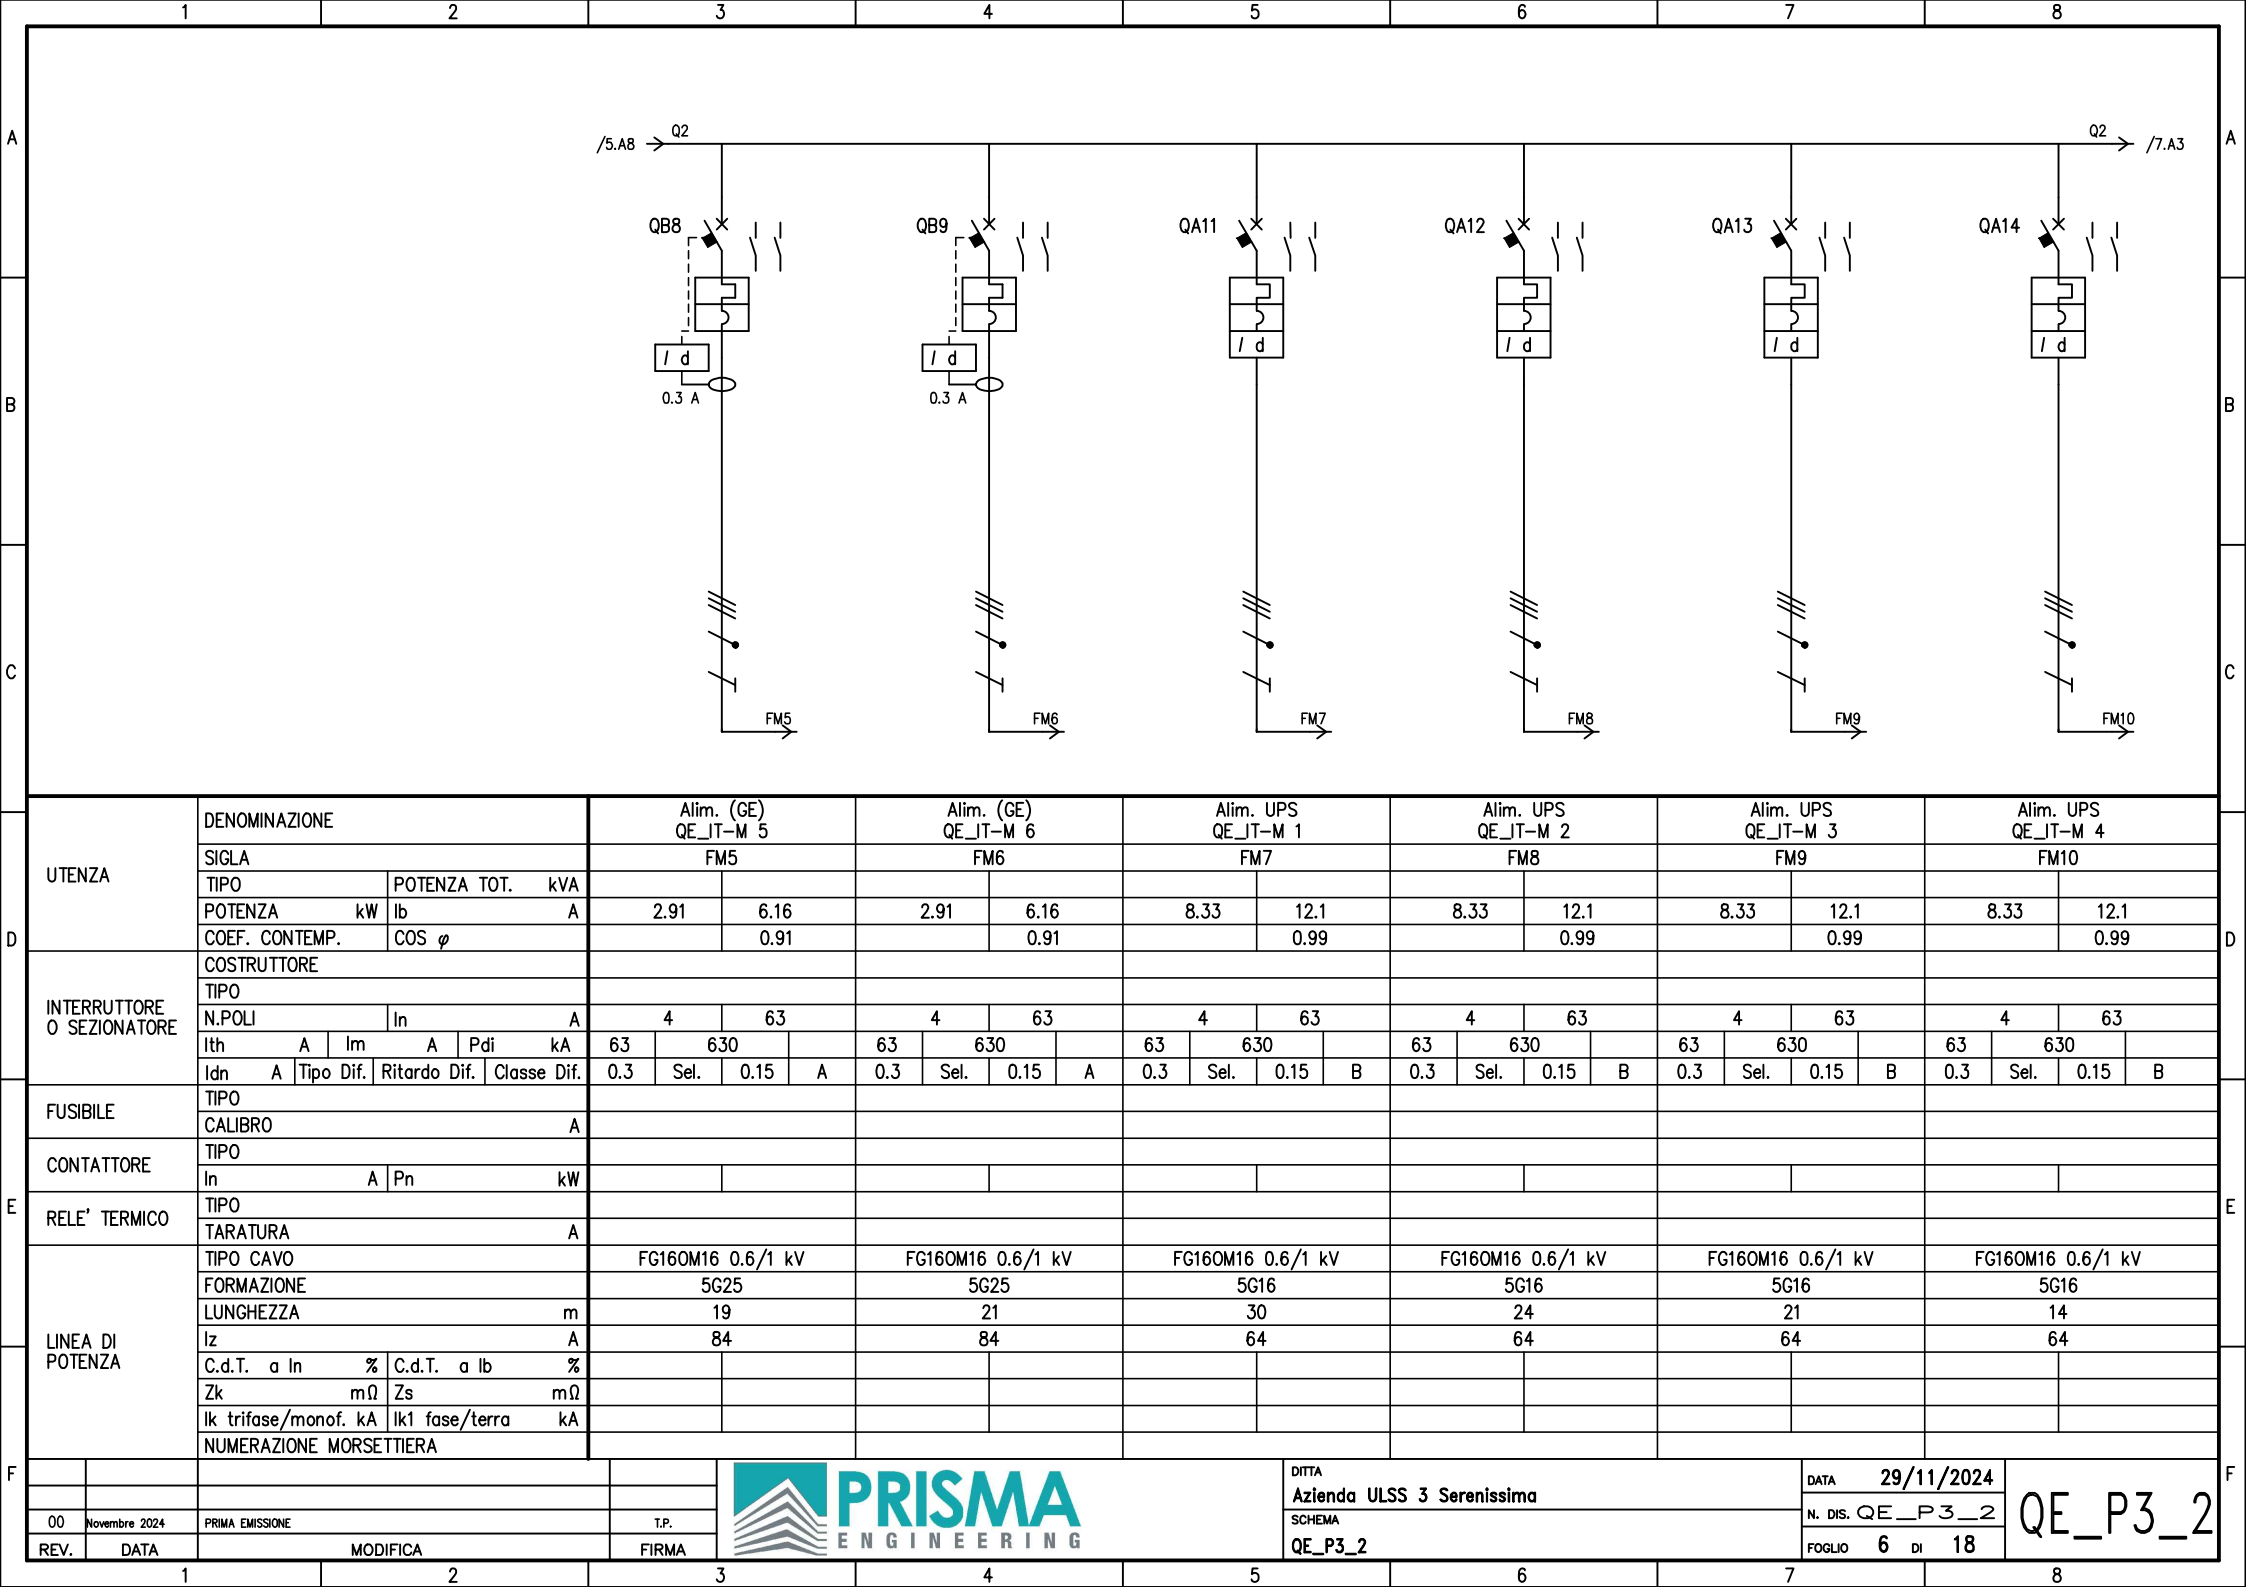 1 2 3 4 5 6 7 8
A A
/5.A8 Q2 Q2 /7.A3
QB8 QB9 QA11 QA12 QA13 QA14
I d I d I d I d I d I d
0.3 A 0.3 A
B B
C C
FM5 FM6 FM7 FM8 FM9 FM10
UTENZA
DENOMINAZIONE Alim. (GE) Alim. (GE) Alim. UPS Alim. UPS Alim. UPS Alim. UPS
QE_IT-M 5 QE_IT-M 6 QE_IT-M 1 QE_IT-M 2 QE_IT-M 3 QE_IT-M 4
SIGLA FM5 FM6 FM7 FM8 FM9 FM10
TIPO POTENZA TOT. kVA
POTENZA kW Ib A 2.91 6.16 2.91 6.16 8.33 12.1 8.33 12.1 8.33 12.1 8.33 12.1
D COEF. CONTEMP. COS φ 0.91 0.91 0.99 0.99 0.99 0.99 D
INTERRUTTORE
O SEZIONATORE
COSTRUTTORE
TIPO
N.POLI In A 4 63 4 63 4 63 4 63 4 63 4 63
Ith A Im A Pdi kA 63 630 63 630 63 630 63 630 63 630 63 630
Idn A Tipo Dif. Ritardo Dif. Classe Dif. 0.3 Sel. 0.15 A 0.3 Sel. 0.15 A 0.3 Sel. 0.15 B 0.3 Sel. 0.15 B 0.3 Sel. 0.15 B 0.3 Sel. 0.15 B
FUSIBILE
TIPO
CALIBRO A
CONTATTORE
TIPO
In A Pn kW
E E
RELE' TERMICO
TIPO
TARATURA A
LINEA DI
POTENZA
TIPO CAVO FG16OM16 0.6/1 kV FG16OM16 0.6/1 kV FG16OM16 0.6/1 kV FG16OM16 0.6/1 kV FG16OM16 0.6/1 kV FG16OM16 0.6/1 kV
FORMAZIONE 5G25 5G25 5G16 5G16 5G16 5G16
LUNGHEZZA m 19 21 30 24 21 14
Iz A 84 84 64 64 64 64
C.d.T. a In % C.d.T. a Ib %
Zk mΩ Zs mΩ
Ik trifase/monof. kA Ik1 fase/terra kA
NUMERAZIONE MORSETTIERA
F F
00 Novembre 2024 PRIMA EMISSIONE T.P.
REV. DATA MODIFICA FIRMA
PRISMA
ENGINEERING
DITTA
Azienda ULSS 3 Serenissima
SCHEMA
QE_P3_2
DATA 29/11/2024
N. DIS. QE_P3_2
FOGLIO 6 DI 18
QE_P3_2
1 2 3 4 5 6 7 8